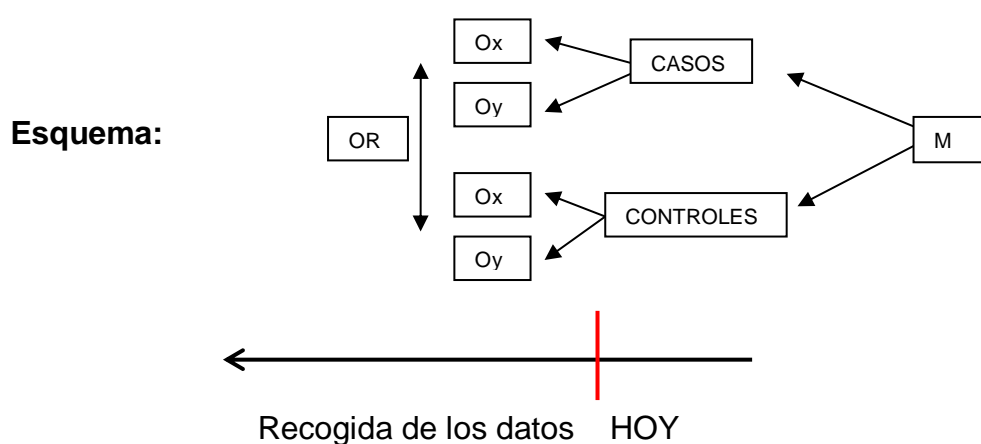 Ox
CASOS
Oy
Esquema:
OR
M
Ox
CONTROLES
Oy
Recogida de los datos HOY